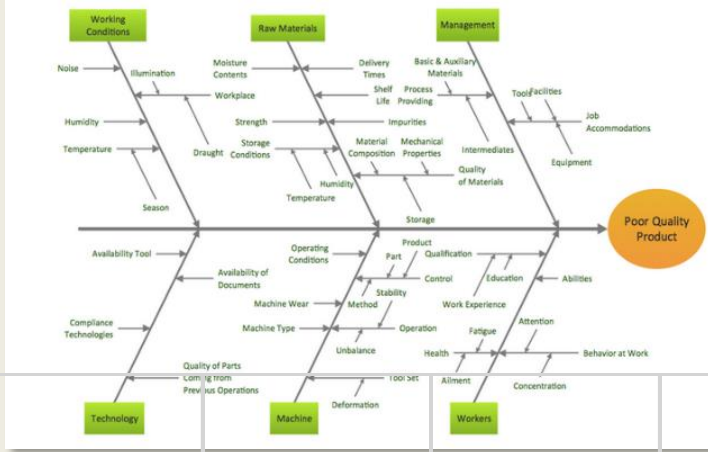 Working
Conditions
Raw Materials
Management
Noise
Illumination
Workplace
Humidity
Temperature
Draught
Season
Moisture
Contents
Delivery
Times
Shelf
Life
Strength
Impurities
Storage
Conditions
Material
Composition
Mechanical
Properties
Humidity
Temperature
Quality
of Materials
Storage
Basic & Auxiliary
Materials
Process
Providing
Intermediates
Tools
Facilities
Job
Accommodations
Equipment
Poor Quality
Product
Availability Tool
Availability of
Documents
Compliance
Technologies
Quality of Parts
Coming from
Previous Operations
Technology
Operating
Conditions
Product
Part
Control
Method
Stability
Machine Wear
Machine Type
Operation
Unbalance
Tool Set
Deformation
Machine
Qualification
Education
Work Experience
Abilities
Fatigue
Attention
Health
Behavior at Work
Ailment
Concentration
Workers